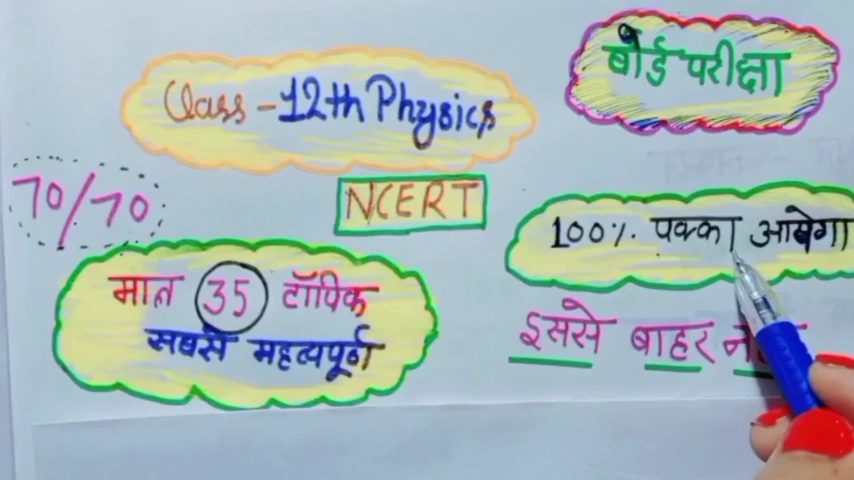 बोर्ड परीक्षा
Class - 12th Physics
70/70
NCERT
100% पक्का आयेगा
मात्र 35 टॉपिक
सबसे महत्वपूर्ण
इससे बाहर